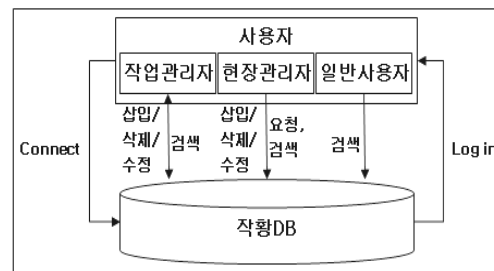 사용자
작업관리자 현장관리자 일반사용자
삽입/
삭제/
수정
검색
삽입/
삭제/
수정
요청,
검색
검색
Connect
Log in
작황DB